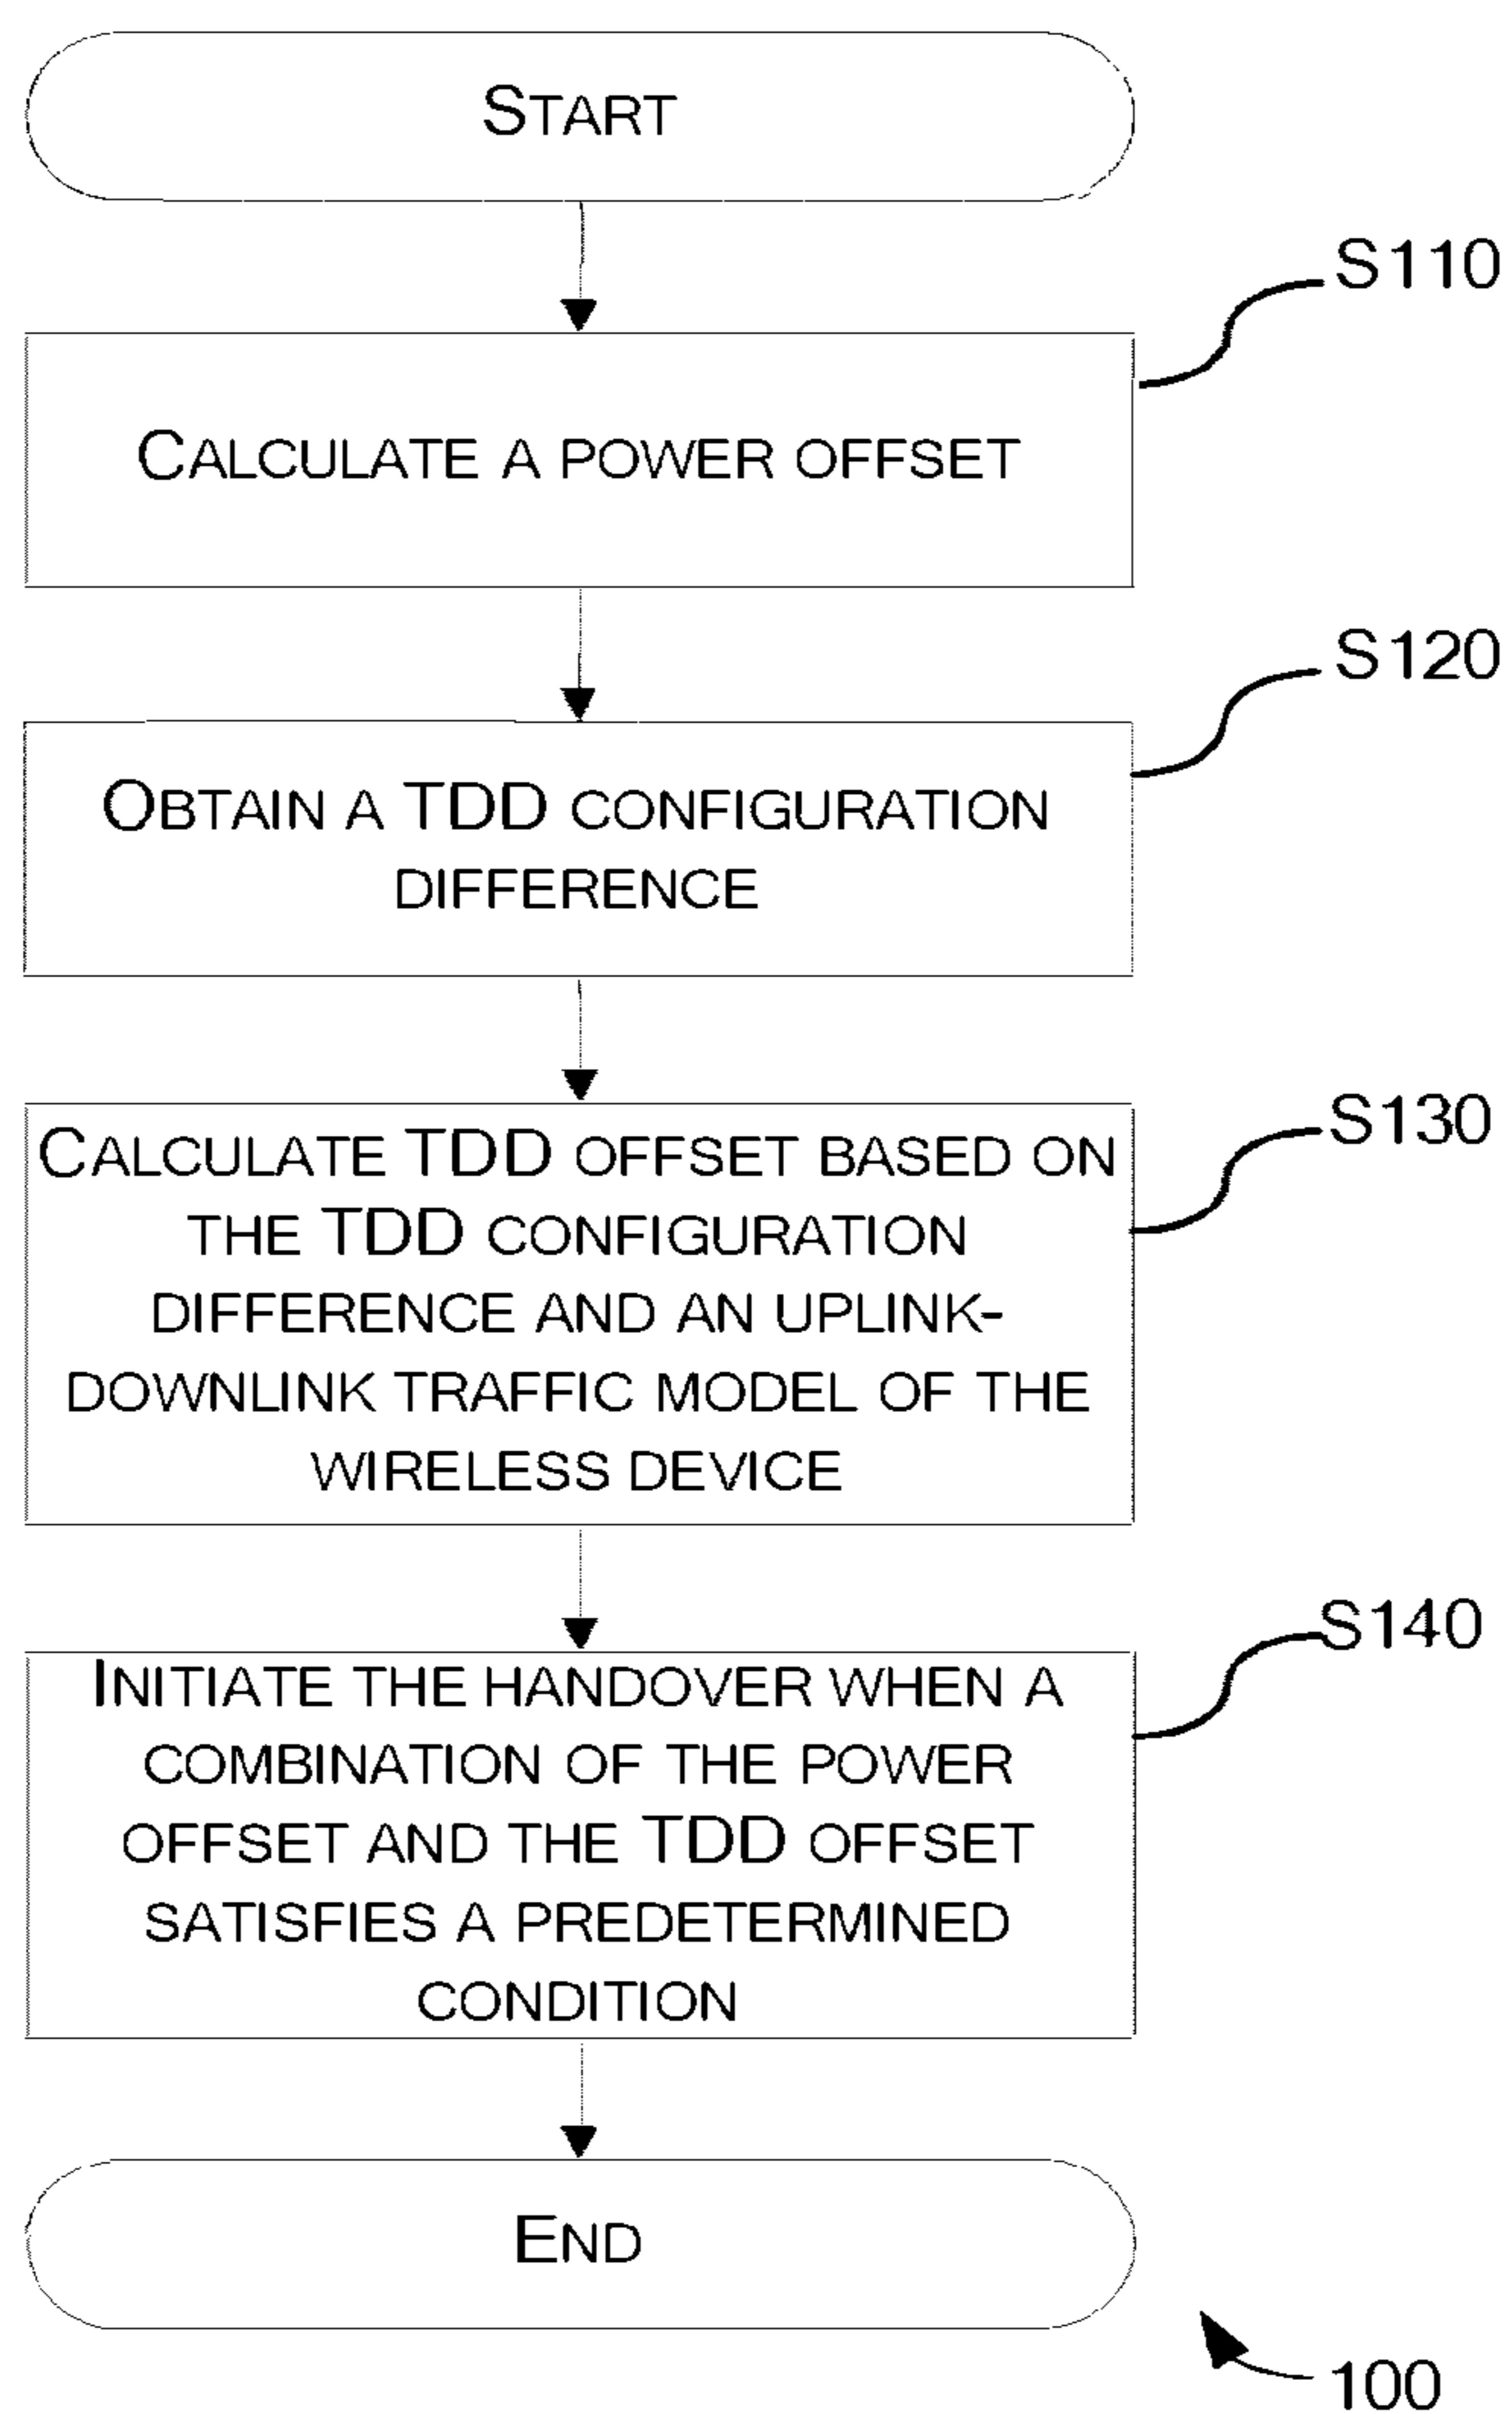 START
S110
CALCULATE A POWER OFFSET
S120
OBTAIN A TDD CONFIGURATION
DIFFERENCE
S130
CALCULATE TDD OFFSET BASED ON
THE TDD CONFIGURATION
DIFFERENCE AND AN UPLINK-
DOWNLINK TRAFFIC MODEL OF THE
WIRELESS DEVICE
S140
INITIATE THE HANDOVER WHEN A
COMBINATION OF THE POWER
OFFSET AND THE TDD OFFSET
SATISFIES A PREDETERMINED
CONDITION
END
100